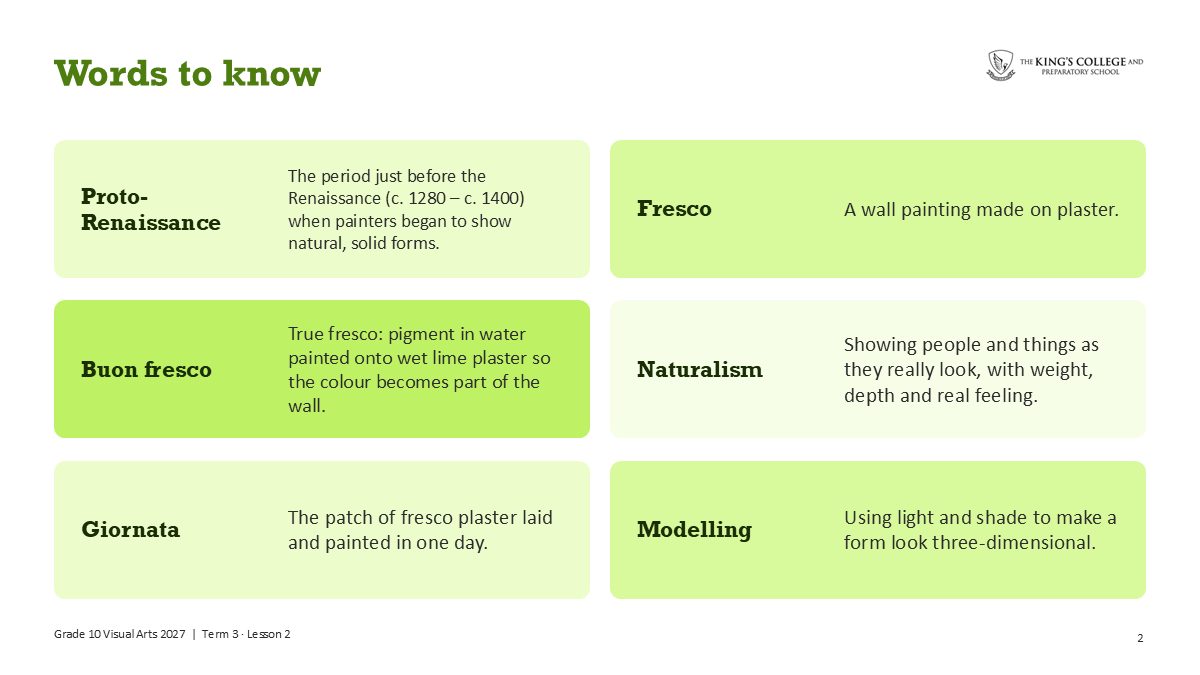 Words to know
THE KING'S COLLEGE AND
PREPARATORY SCHOOL
Proto-
Renaissance
The period just before the
Renaissance (c. 1280 – c. 1400)
when painters began to show
natural, solid forms.
Fresco
A wall painting made on plaster.
Buon fresco
True fresco: pigment in water
painted onto wet lime plaster so
the colour becomes part of the
wall.
Naturalism
Showing people and things as
they really look, with weight,
depth and real feeling.
Giornata
The patch of fresco plaster laid
and painted in one day.
Modelling
Using light and shade to make a
form look three-dimensional.
Grade 10 Visual Arts 2027 | Term 3 · Lesson 2
2